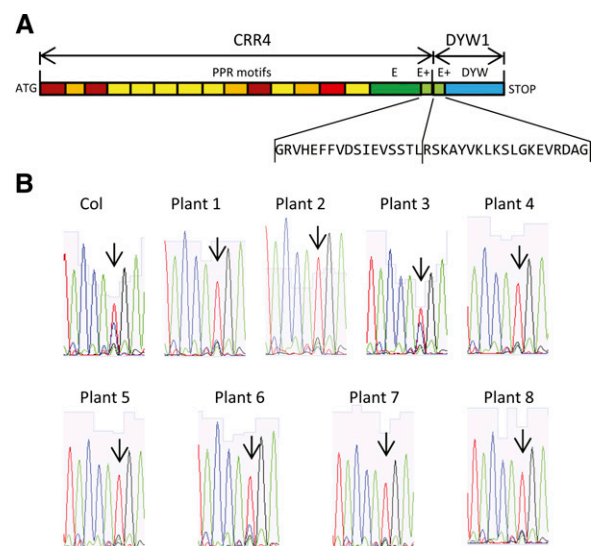 A
CRR4 DYW1
PPR motifs E E+ E+ DYW
ATG STOP
GRVHEFFVDSIEVSSTLRSKAYVKLKSLGKEVRDAG
B
Col Plant 1 Plant 2 Plant 3 Plant 4
Plant 5 Plant 6 Plant 7 Plant 8